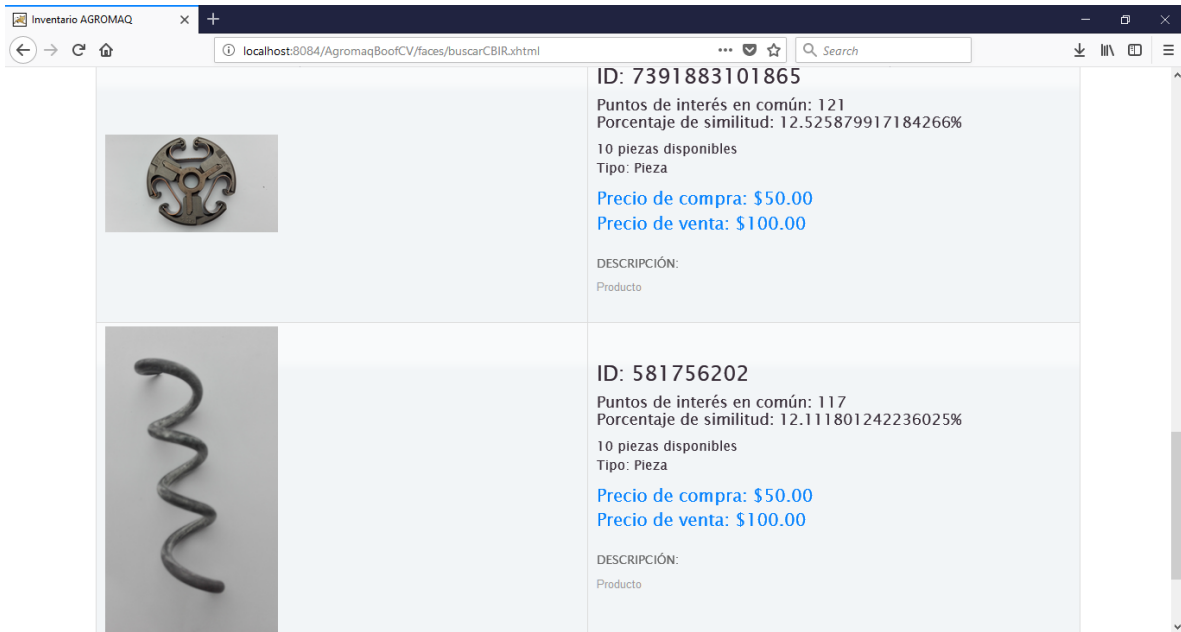 Inventario AGROMAQ
localhost:8084/AgromaqBoofCV/faces/buscarCBIR.xhtml
Search
ID: 7391883101865
Puntos de interés en común: 121
Porcentaje de similitud: 12.525879917184266%
10 piezas disponibles
Tipo: Pieza
Precio de compra: $50.00
Precio de venta: $100.00
DESCRIPCIÓN:
Producto
ID: 581756202
Puntos de interés en común: 117
Porcentaje de similitud: 12.111801242236025%
10 piezas disponibles
Tipo: Pieza
Precio de compra: $50.00
Precio de venta: $100.00
DESCRIPCIÓN:
Producto